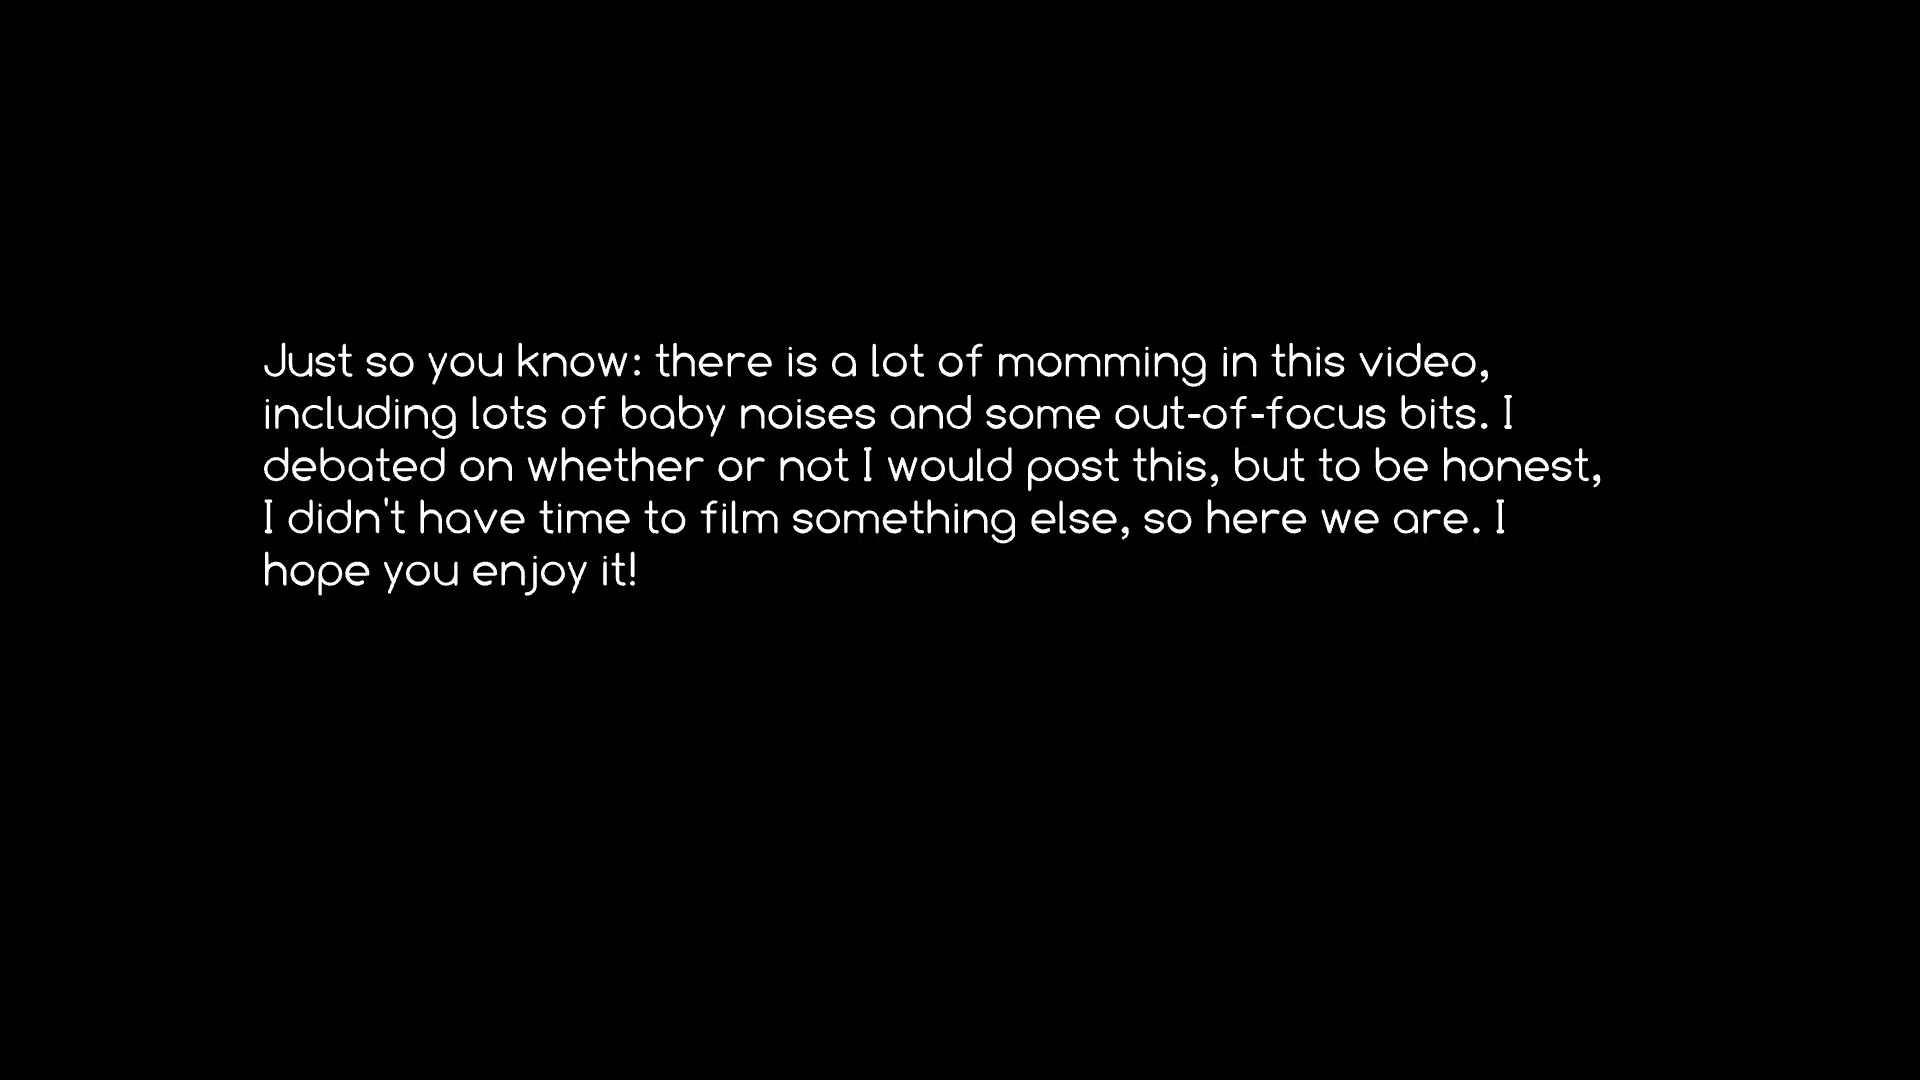 Just so you know: there is a lot of momming in this video,
including lots of baby noises and some out-of-focus bits. I
debated on whether or not I would post this, but to be honest,
I didn't have time to film something else, so here we are. I
hope you enjoy it!